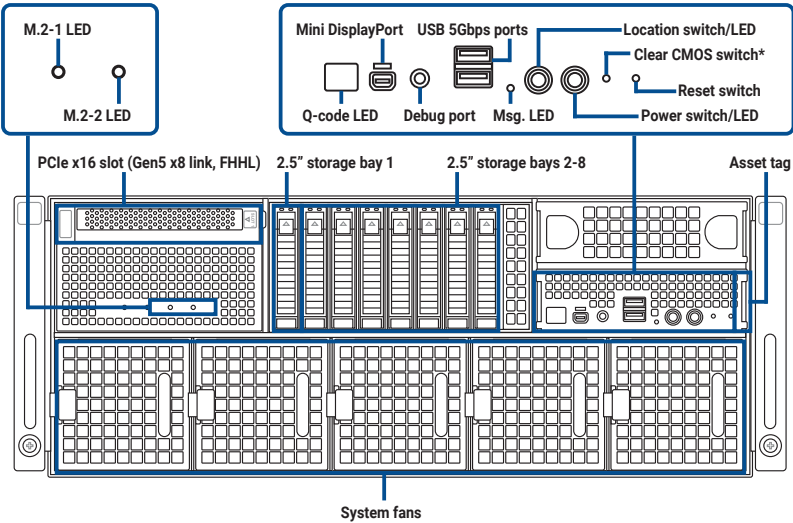 M.2-1 LED
M.2-2 LED
Mini DisplayPort
USB 5Gbps ports
Location switch/LED
Clear CMOS switch*
Reset switch
Q-code LED
Debug port
Msg. LED
Power switch/LED
PCIe x16 slot (Gen5 x8 link, FHHL)
2.5” storage bay 1
2.5” storage bays 2-8
Asset tag
System fans